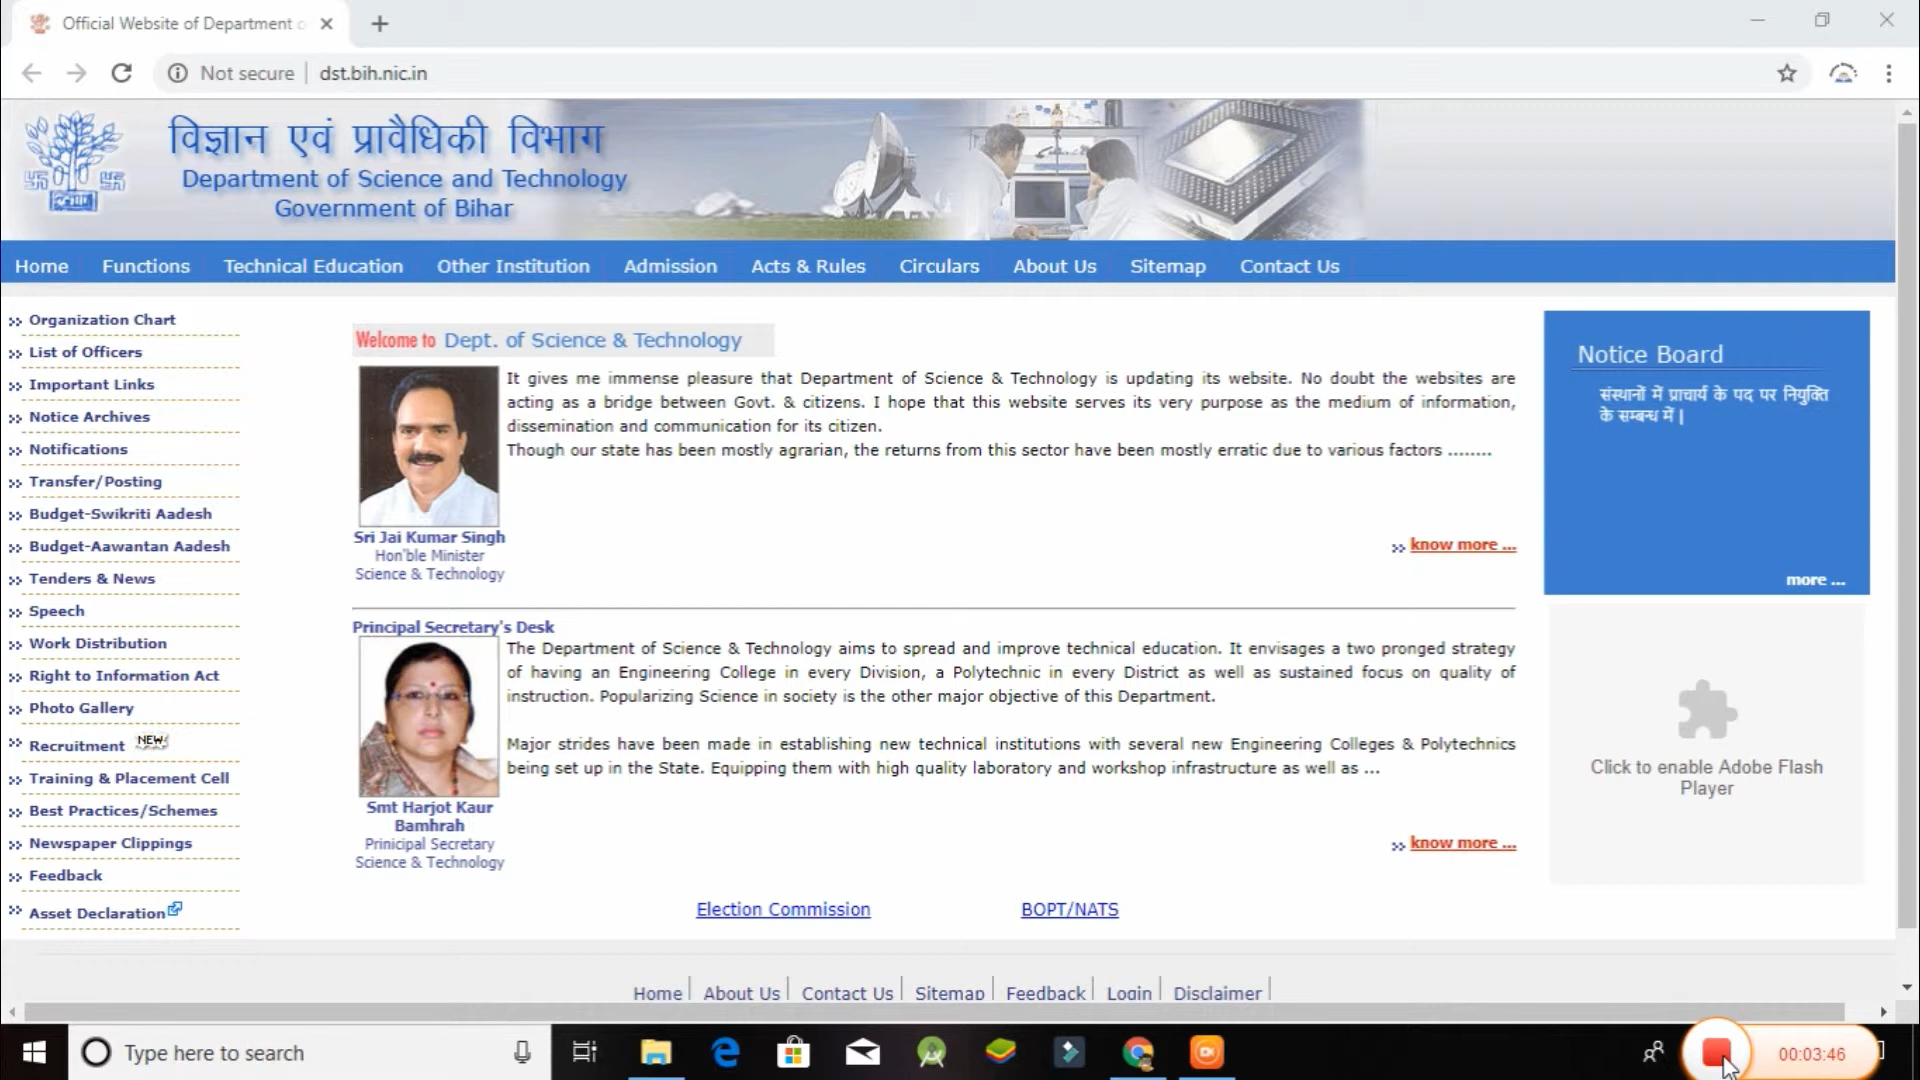 Official Website of Department o
Not secure | dst.bih.nic.in
विज्ञान एवं प्रावैधिकी विभाग
Department of Science and Technology
Government of Bihar
Home Functions Technical Education Other Institution Admission Acts & Rules Circulars About Us Sitemap Contact Us
Organization Chart
List of Officers
Important Links
Notice Archives
Notifications
Transfer/Posting
Budget-Swikriti Aadesh
Budget-Aawantan Aadesh
Tenders & News
Speech
Work Distribution
Right to Information Act
Photo Gallery
Recruitment NEW
Training & Placement Cell
Best Practices/Schemes
Newspaper Clippings
Feedback
Asset Declaration
Welcome to Dept. of Science & Technology
It gives me immense pleasure that Department of Science & Technology is updating its website. No doubt the websites are
acting as a bridge between Govt. & citizens. I hope that this website serves its very purpose as the medium of information,
dissemination and communication for its citizen.
Though our state has been mostly agrarian, the returns from this sector have been mostly erratic due to various factors ........
Sri Jai Kumar Singh
Hon'ble Minister
Science & Technology
know more ...
Principal Secretary's Desk
The Department of Science & Technology aims to spread and improve technical education. It envisages a two pronged strategy
of having an Engineering College in every Division, a Polytechnic in every District as well as sustained focus on quality of
instruction. Popularizing Science in society is the other major objective of this Department.
Major strides have been made in establishing new technical institutions with several new Engineering Colleges & Polytechnics
being set up in the State. Equipping them with high quality laboratory and workshop infrastructure as well as ...
Smt Harjot Kaur
Bamhrah
Prinicipal Secretary
Science & Technology
know more ...
Election Commission BOPT/NATS
Notice Board
संस्थानों में प्राचार्य के पद पर नियुक्ति
के सम्बन्ध में |
more ...
Click to enable Adobe Flash
Player
Home | About Us | Contact Us | Sitemap | Feedback | Login | Disclaimer |
Type here to search
00:03:46